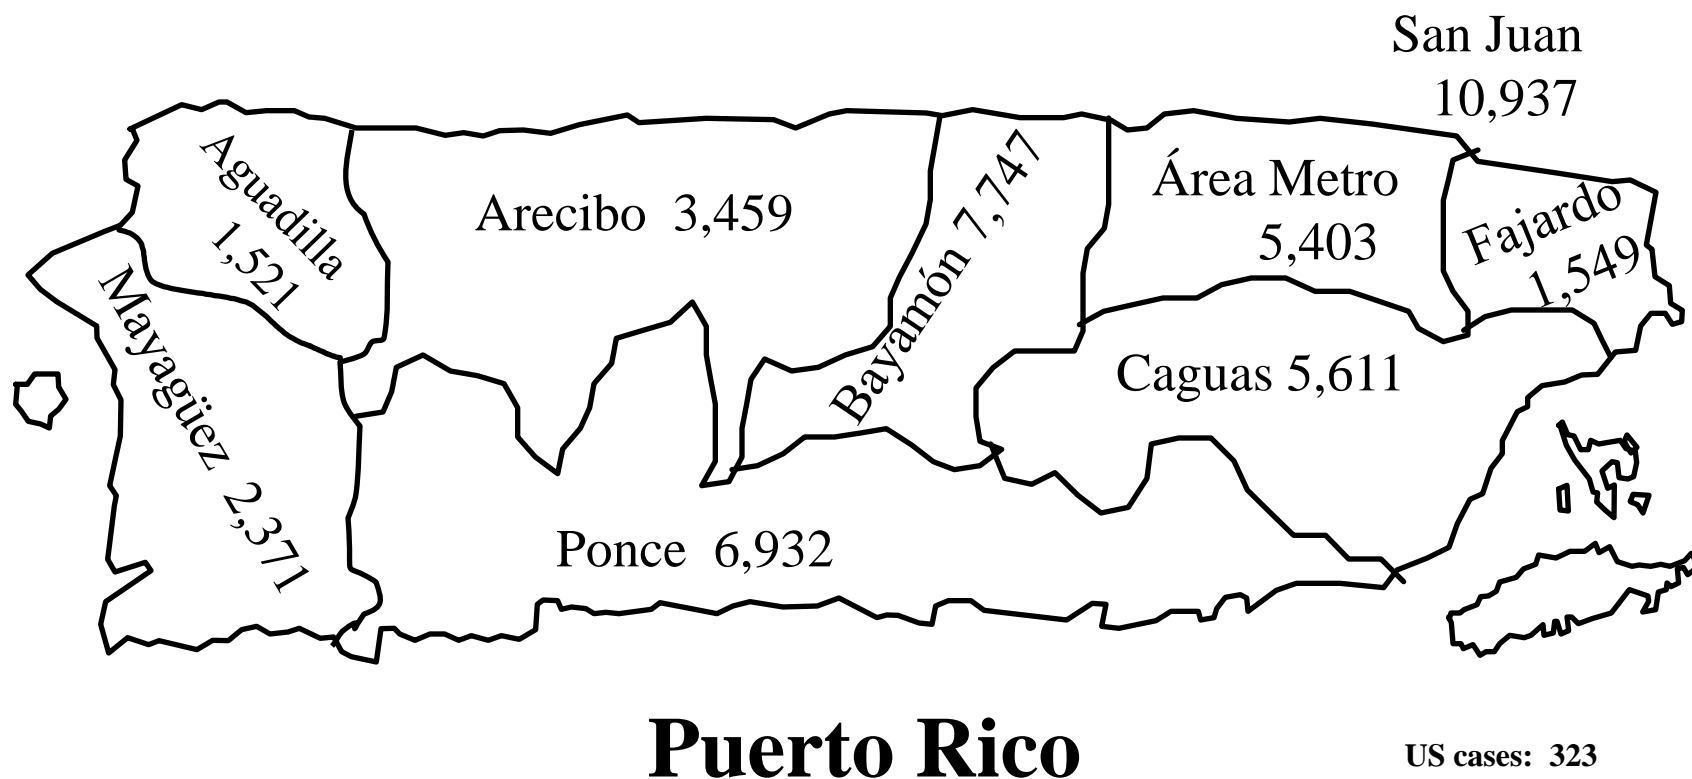 San Juan
10,937
Aguadilla
1,521
Arecibo 3,459
Bayamón 7,747
Área Metro
5,403
Fajardo
1,549
Mayagüez 2,371
Caguas 5,611
Ponce 6,932
Puerto Rico
US cases: 323